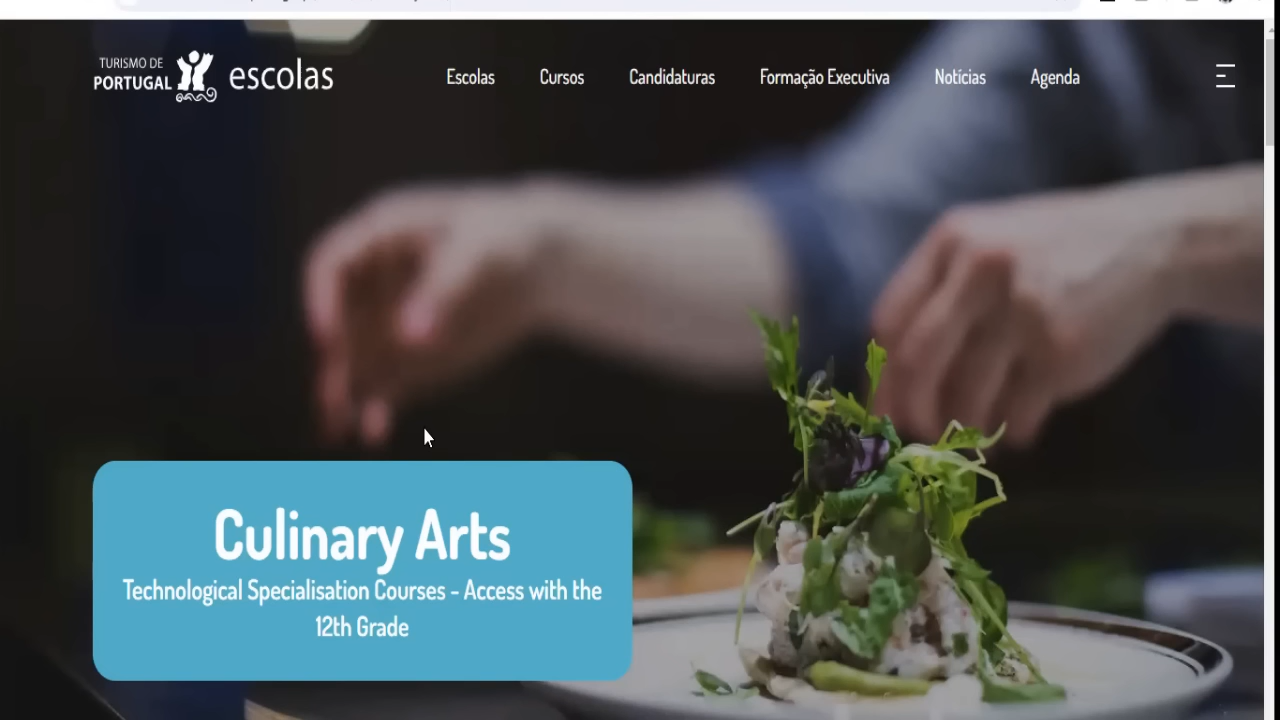 TURISMO DE
PORTUGAL
escolas
Escolas Cursos Candidaturas Formação Executiva Notícias Agenda
Culinary Arts
Technological Specialisation Courses - Access with the
12th Grade